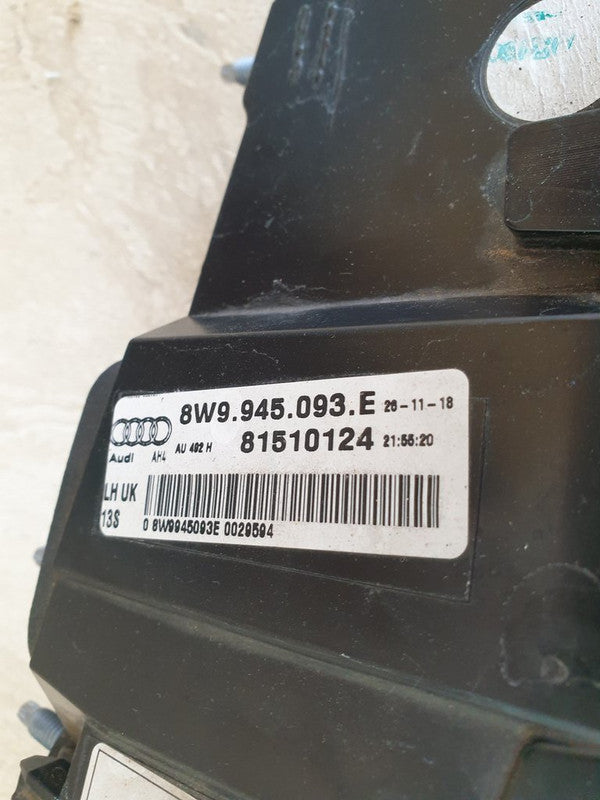 8W9.945.093.E 26-11-18
Audi AH4 AU 492 H 81510124 21:55:20
LH UK
13S
0 8W9945093E 0029594